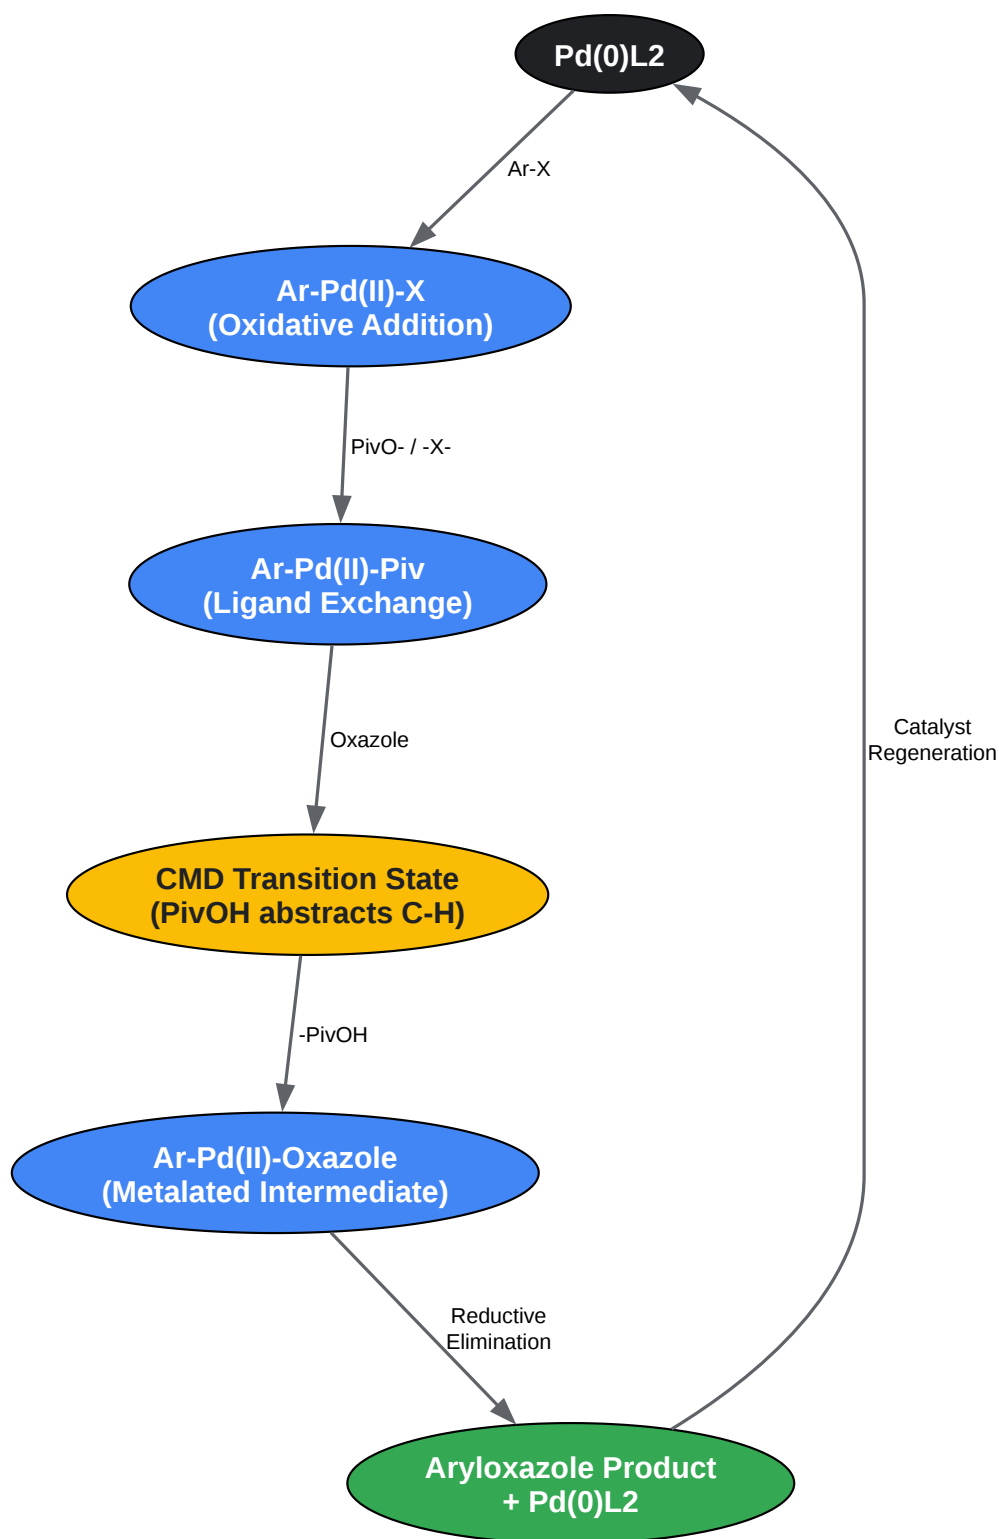 Pd(0)L2
Ar-X
Ar-Pd(II)-X
(Oxidative Addition)
PivO- / -X-
Ar-Pd(II)-Piv
(Ligand Exchange)
Catalyst
Regeneration
Oxazole
CMD Transition State
(PivOH abstracts C-H)
-PivOH
Ar-Pd(II)-Oxazole
(Metalated Intermediate)
Reductive
Elimination
Aryloxazole Product
+ Pd(0)L2